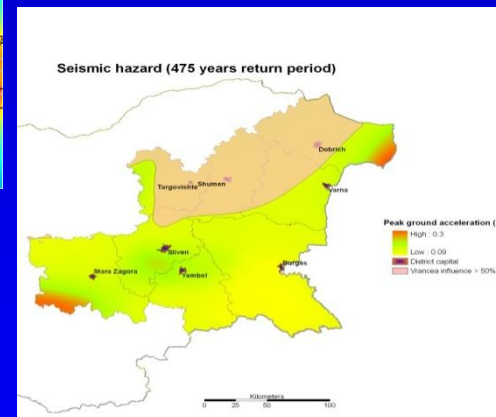 Seismic hazard (475 years return period)
Dobrich
Targovishte
Shumen
Varna
Sliven
Stara Zagora
Yambol
Burgas
Peak ground acceleration (
High : 0.3
Low : 0.09
District capital
Vrancea influence > 50%
Kilometers
0 25 50 100